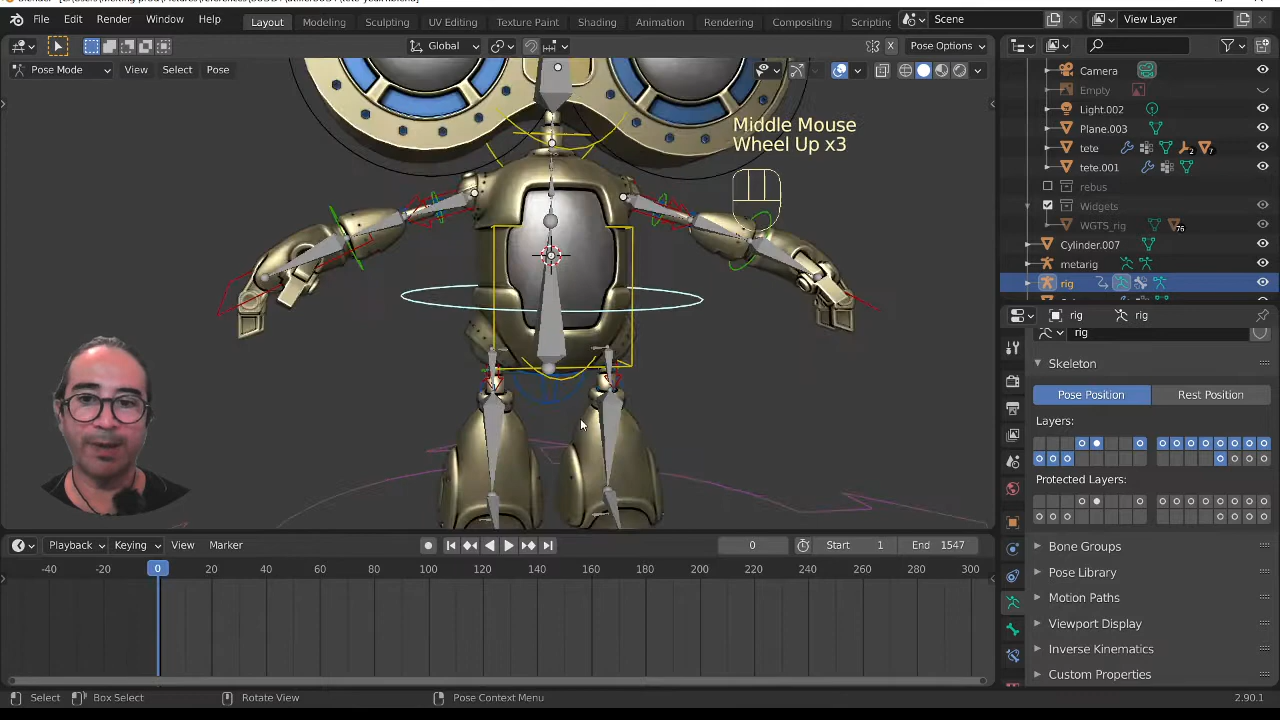 File
Edit
Render
Window
Help
Layout
Modeling
Sculpting
UV Editing
Texture Paint
Shading
Animation
Rendering
Compositing
Scripting
Scene
View Layer
Global
Pose Options
X
Pose Mode
View
Select
Pose
Middle Mouse
Wheel Up x3
Camera
Empty
Light.002
Plane.003
tete
2
7
tete.001
rebus
Widgets
WGTS_rig
76
Cylinder.007
metarig
rig
rig
rig
rig
Skeleton
Pose Position
Rest Position
Layers:
Protected Layers:
Bone Groups
Pose Library
Motion Paths
Viewport Display
Inverse Kinematics
Custom Properties
Playback
Keying
View
Marker
0
Start 1
End 1547
-40
-20
0
20
40
60
80
100
120
140
160
180
200
220
240
260
280
300
Select
Box Select
Rotate View
Pose Context Menu
2.90.1